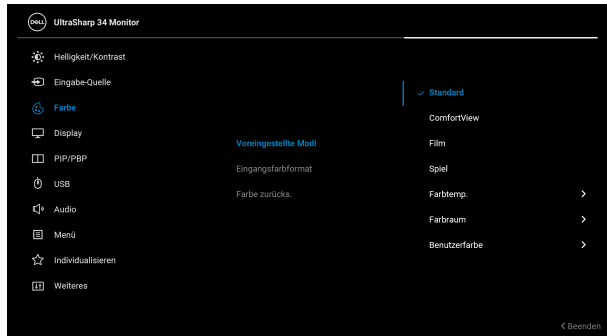 DELL UltraSharp 34 Monitor
Helligkeit/Kontrast
Eingabe-Quelle
Farbe
Display
PIP/PBP
USB
Audio
Menü
Individualisieren
Weiteres
Voreingestellte Modi
Eingangsfarbformat
Farbe zurücks.
Standard
ComfortView
Film
Spiel
Farbtemp.
Farbraum
Benutzerfarbe
Beenden